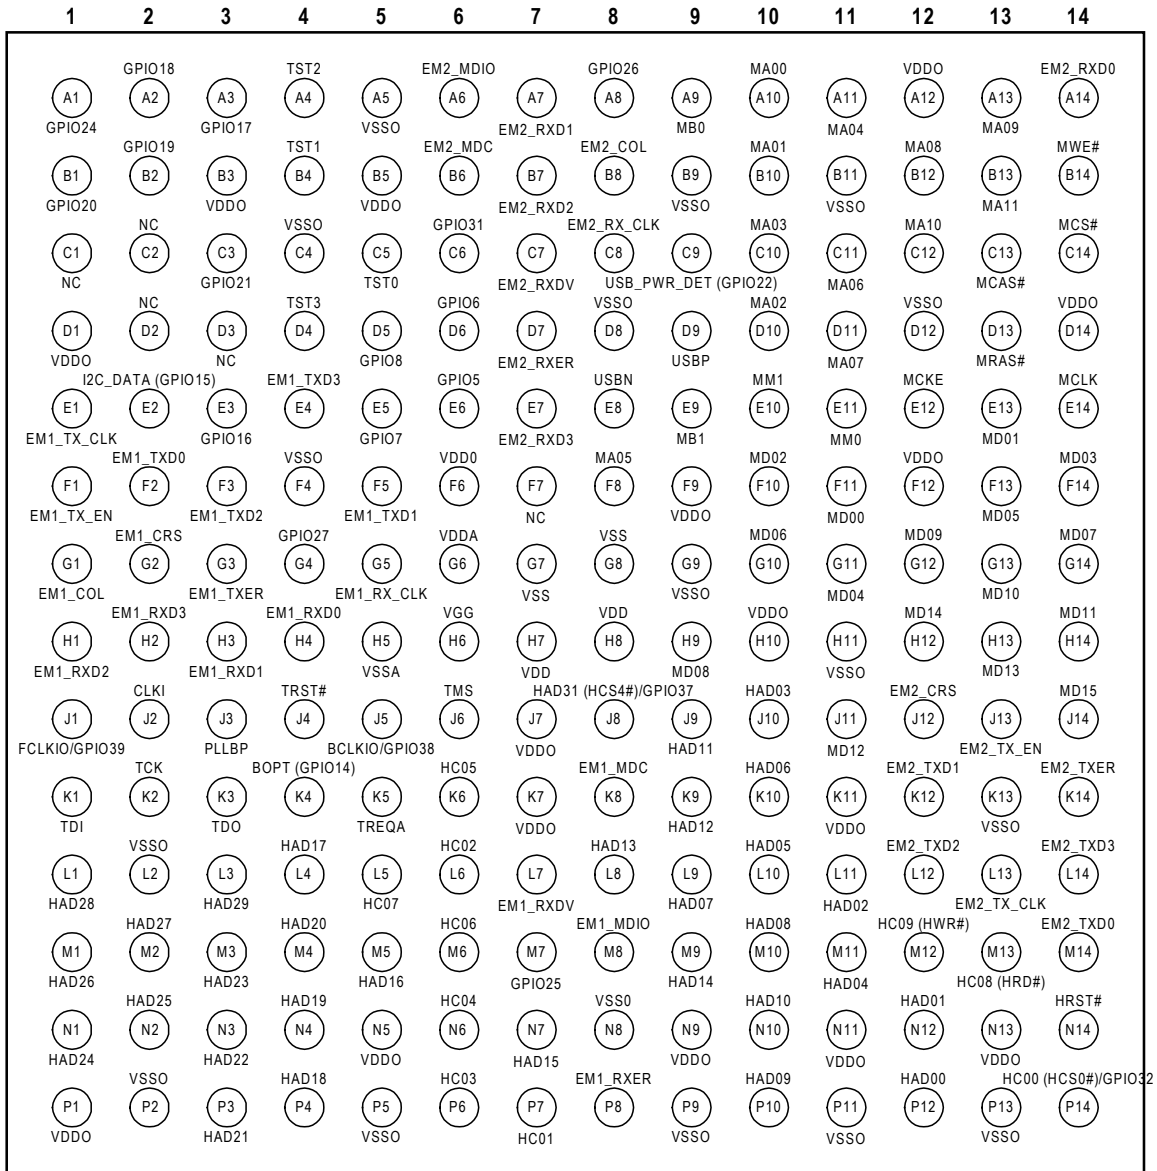 1 2 3 4 5 6 7 8 9 10 11 12 13 14
GPIO18 TST2 EM2_MDIO GPIO26 MA00 VDDO EM2_RXD0
A1 A2 A3 A4 A5 A6 A7 A8 A9 A10 A11 A12 A13 A14
GPIO24 GPIO17 VSSO EM2_RXD1 MB0 MA04 MA09
GPIO19 TST1 EM2_MDC EM2_COL MA01 MA08 MWE#
B1 B2 B3 B4 B5 B6 B7 B8 B9 B10 B11 B12 B13 B14
GPIO20 VDDO VDDO EM2_RXD2 VSSO VSSO MA11
NC VSSO GPIO31 EM2_RX_CLK MA03 MA10 MCS#
C1 C2 C3 C4 C5 C6 C7 C8 C9 C10 C11 C12 C13 C14
NC GPIO21 TST0 EM2_RXDV USB_PWR_DET (GPIO22) MA06 MCAS#
NC TST3 GPIO6 VSSO MA02 VSSO VDDO
D1 D2 D3 D4 D5 D6 D7 D8 D9 D10 D11 D12 D13 D14
VDDO NC GPIO8 EM2_RXER USBP MA07 MRAS#
I2C_DATA (GPIO15) EM1_TXD3 GPIO5 USBN MM1 MCKE MCLK
E1 E2 E3 E4 E5 E6 E7 E8 E9 E10 E11 E12 E13 E14
EM1_TX_CLK GPIO16 GPIO7 EM2_RXD3 MB1 MM0 MD01
EM1_TXD0 VSSO VDD0 MA05 MD02 VDDO MD03
F1 F2 F3 F4 F5 F6 F7 F8 F9 F10 F11 F12 F13 F14
EM1_TX_EN EM1_TXD2 EM1_TXD1 NC VDDO MD00 MD05
EM1_CRS GPIO27 VDDA VSS MD06 MD09 MD07
G1 G2 G3 G4 G5 G6 G7 G8 G9 G10 G11 G12 G13 G14
EM1_COL EM1_TXER EM1_RX_CLK VSS VSSO MD04 MD10
EM1_RXD3 EM1_RXD0 VGG VDD VDDO MD14 MD11
H1 H2 H3 H4 H5 H6 H7 H8 H9 H10 H11 H12 H13 H14
EM1_RXD2 EM1_RXD1 VSSA VDD MD08 VSSO MD13
CLKI TRST# TMS HAD31 (HCS4#)/GPIO37 HAD03 EM2_CRS MD15
J1 J2 J3 J4 J5 J6 J7 J8 J9 J10 J11 J12 J13 J14
FCLKIO/GPIO39 PLLBP BCLKIO/GPIO38 VDDO HAD11 MD12 EM2_TX_EN
TCK BOPT (GPIO14) HC05 EM1_MDC HAD06 EM2_TXD1 EM2_TXER
K1 K2 K3 K4 K5 K6 K7 K8 K9 K10 K11 K12 K13 K14
TDI TDO TREQA VDDO HAD12 VDDO VSSO
VSSO HAD17 HC02 HAD13 HAD05 EM2_TXD2 EM2_TXD3
L1 L2 L3 L4 L5 L6 L7 L8 L9 L10 L11 L12 L13 L14
HAD28 HAD29 HC07 EM1_RXDV HAD07 HAD02 EM2_TX_CLK
HAD27 HAD20 HC06 EM1_MDIO HAD08 HC09 (HWR#) EM2_TXD0
M1 M2 M3 M4 M5 M6 M7 M8 M9 M10 M11 M12 M13 M14
HAD26 HAD23 HAD16 GPIO25 HAD14 HAD04 HC08 (HRD#)
HAD25 HAD19 HC04 VSS0 HAD10 HAD01 HRST#
N1 N2 N3 N4 N5 N6 N7 N8 N9 N10 N11 N12 N13 N14
HAD24 HAD22 VDDO HAD15 VDDO VDDO VDDO
VSSO HAD18 HC03 EM1_RXER HAD09 HAD00 HC00 (HCS0#)/GPIO32
P1 P2 P3 P4 P5 P6 P7 P8 P9 P10 P11 P12 P13 P14
VDDO HAD21 VSSO HC01 VSSO VSSO VSSO